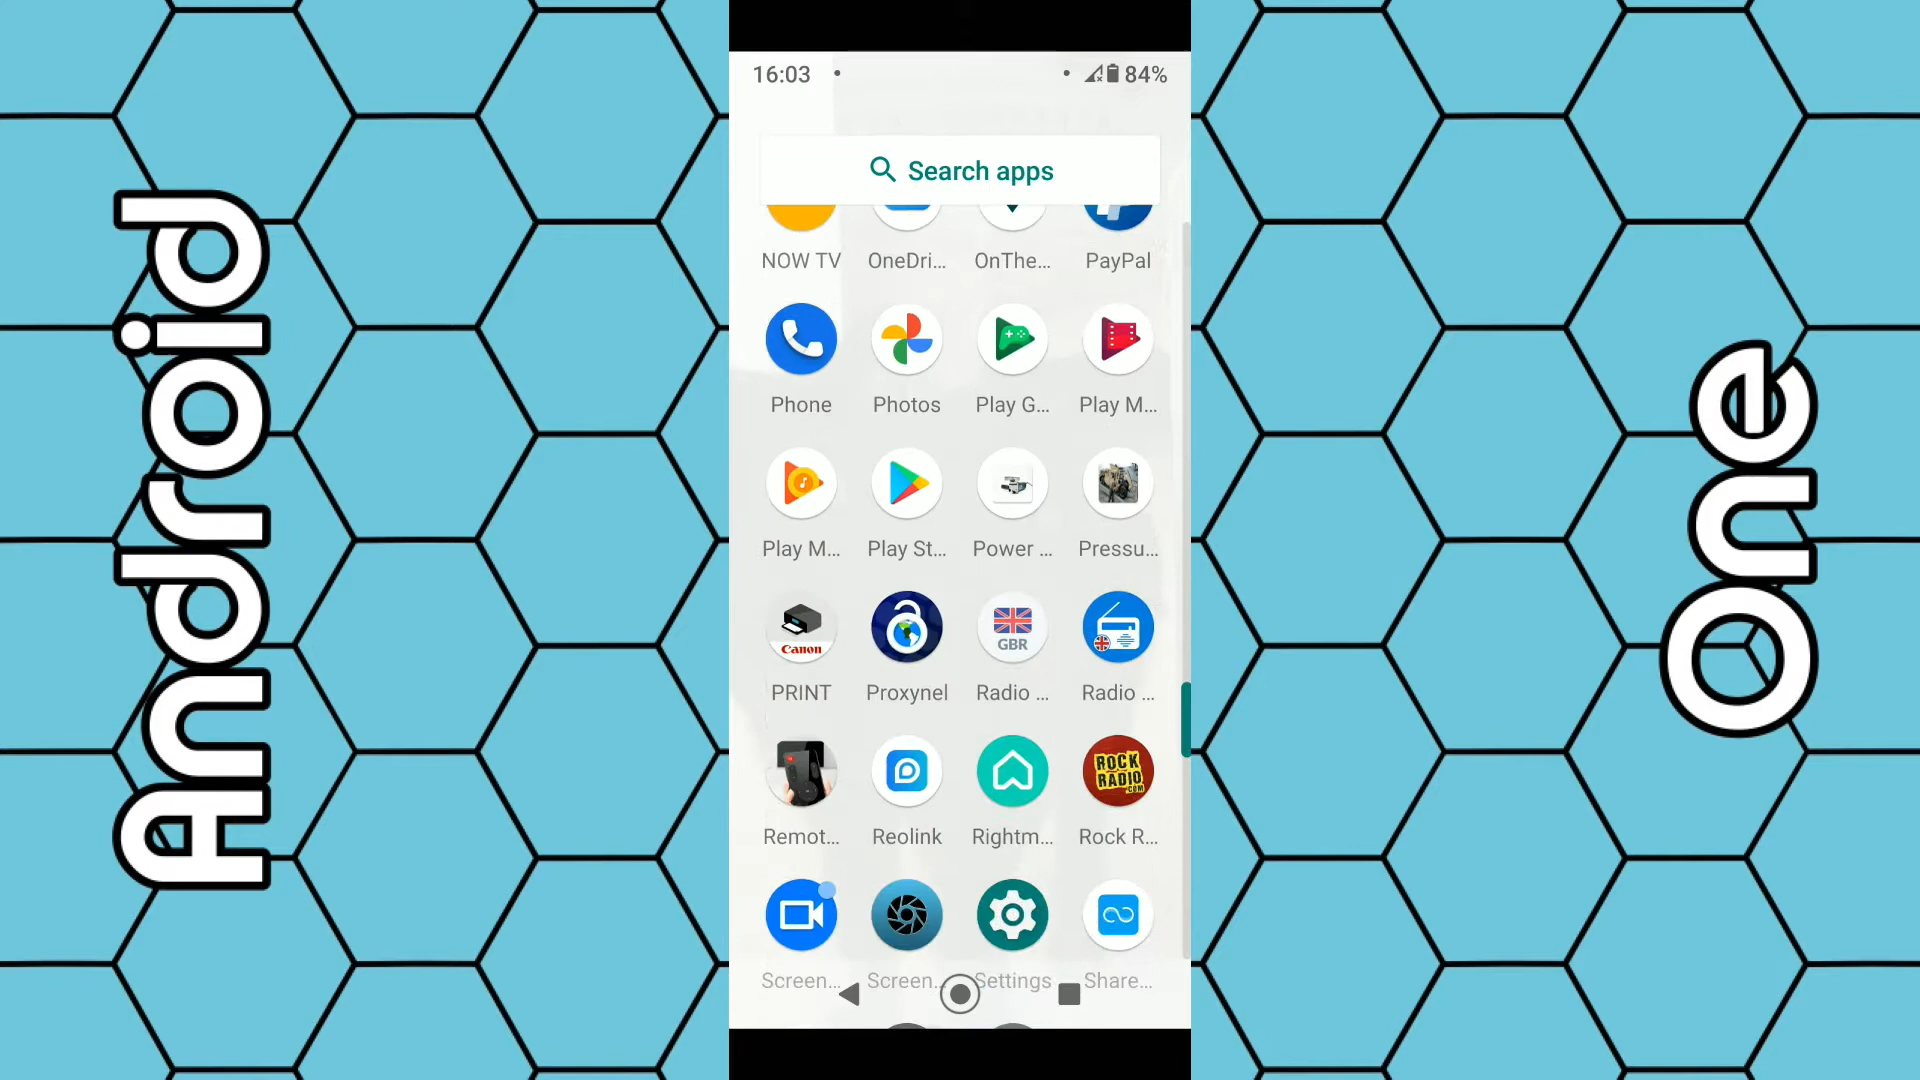 Android
16:03
84%
Search apps
NOW TV OneDri... OnThe... PayPal
Phone Photos Play G... Play M...
Play M... Play St... Power ... Pressu...
Canon
GBR
PRINT Proxynel Radio ... Radio ...
ROCK
RADIO
.COM
Remot... Reolink Rightm... Rock R...
Screen... Screen... Settings Share...
One